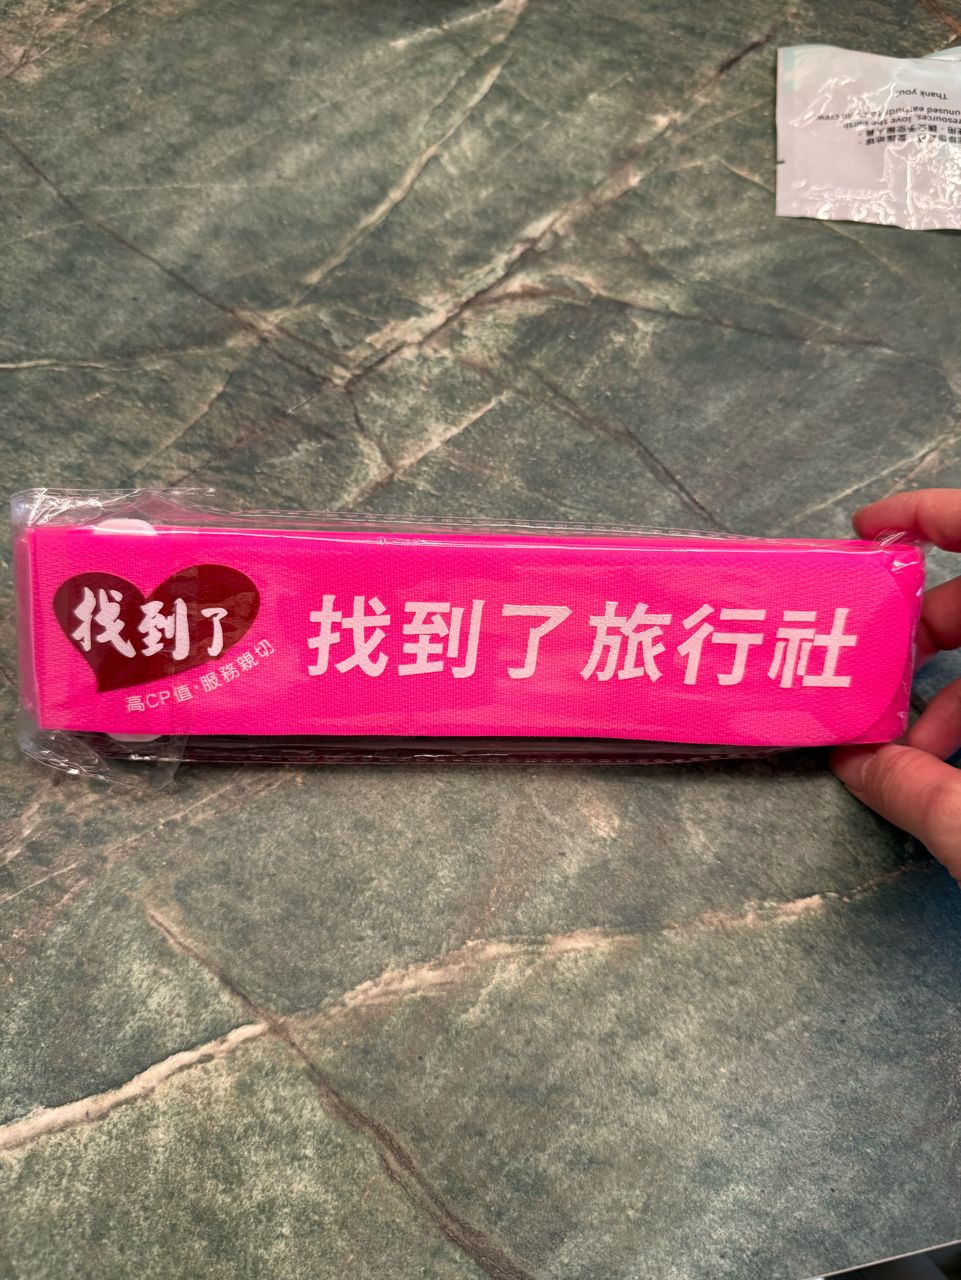 找到了
高CP值·服務親切
找到了旅行社
Thank you